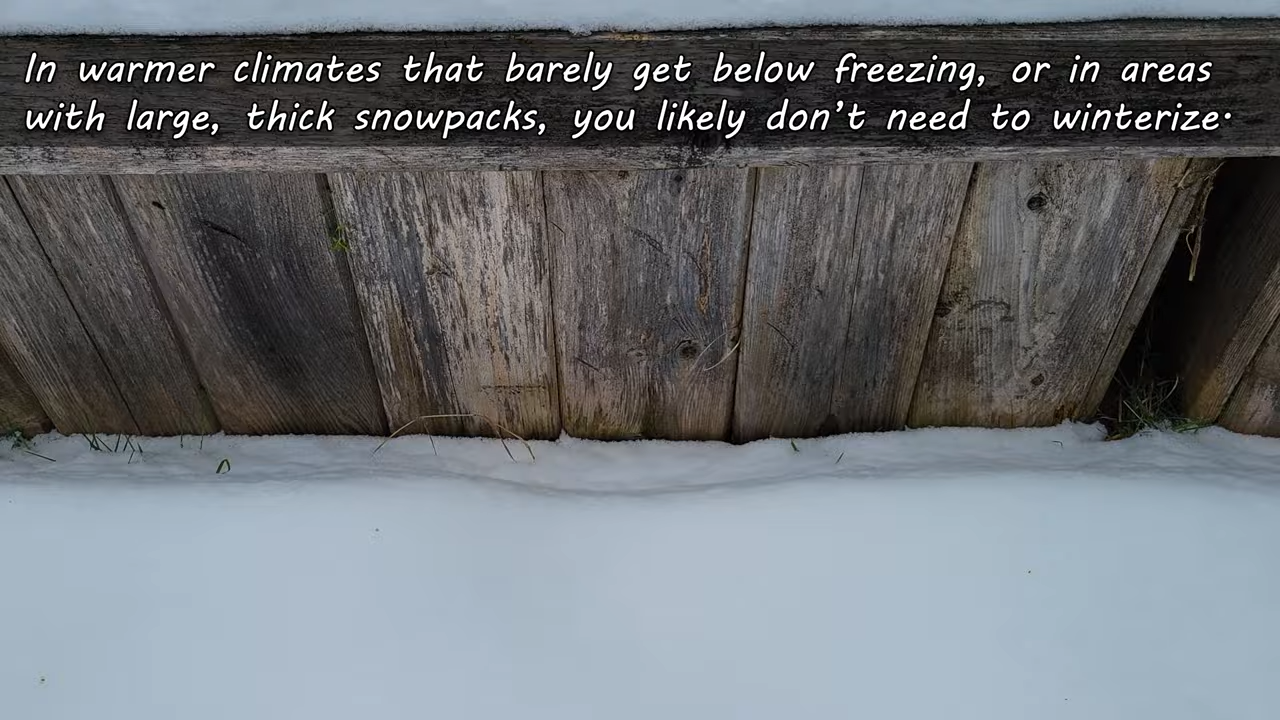 In warmer climates that barely get below freezing, or in areas
with large, thick snowpacks, you likely don't need to winterize.